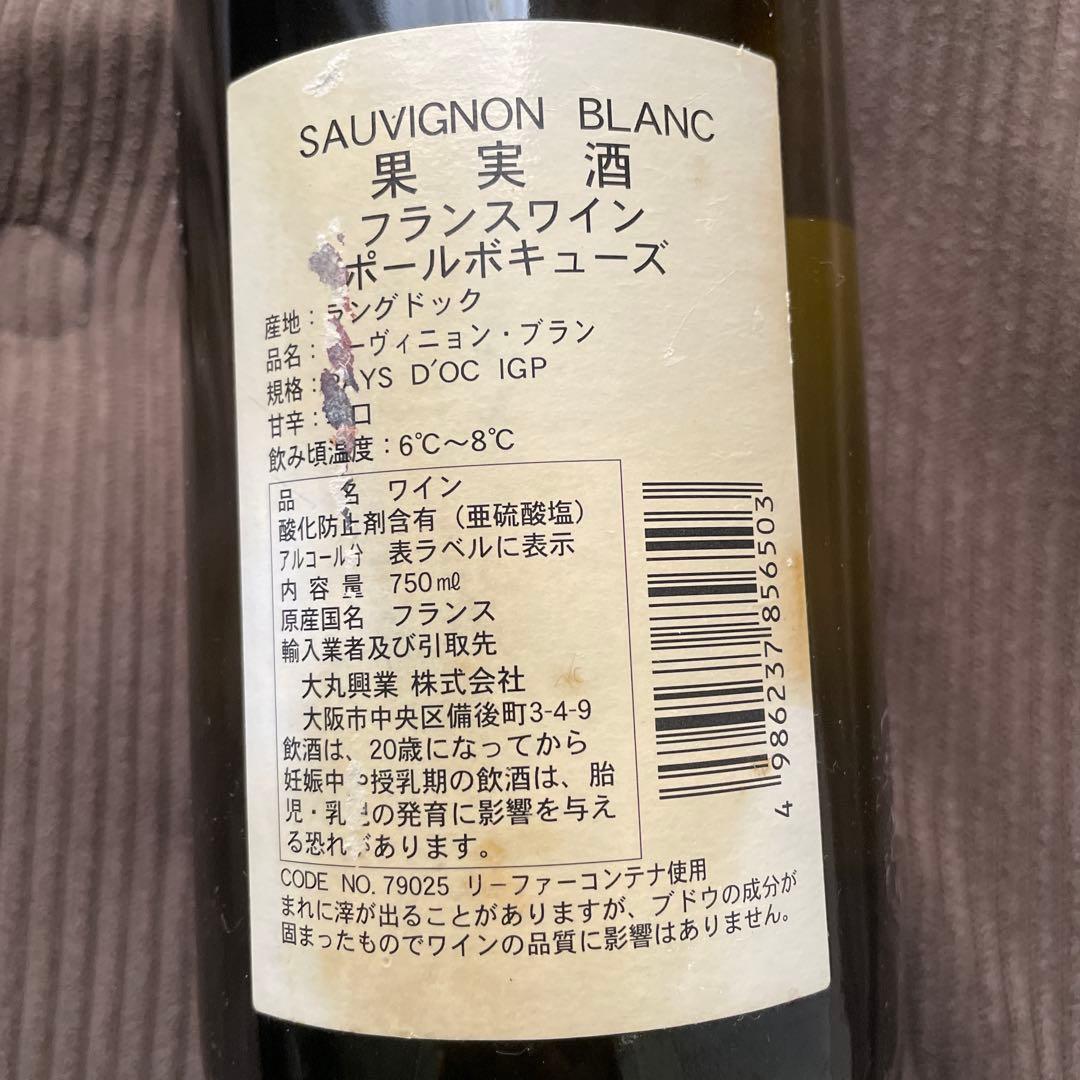 SAUVIGNON BLANC
果実酒
フランスワイン
ポールボキューズ
産地：ラングドック
品名：ーヴィニョン・ブラン
規格：PAYS D'OC IGP
甘辛：口
飲み頃温度：6℃〜8℃
品名 ワイン
酸化防止剤含有（亜硫酸塩）
アルコール分 表ラベルに表示
内容量 750㎖
原産国名 フランス
輸入業者及び引取先
大丸興業 株式会社
大阪市中央区備後町3-4-9
飲酒は、20歳になってから
妊娠中や授乳期の飲酒は、胎
児・乳児の発育に影響を与え
る恐れがあります。
4 986237 856503
CODE NO. 79025 リーファーコンテナ使用
まれに滓が出ることがありますが、ブドウの成分が
固まったものでワインの品質に影響はありません。